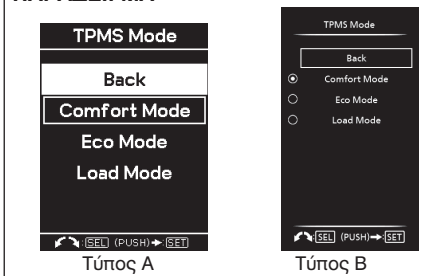 TPMS Mode
Back
Comfort Mode
Eco Mode
Load Mode
:SEL (PUSH)→:SET
Τύπος A
TPMS Mode
Back
Comfort Mode
Eco Mode
Load Mode
:SEL (PUSH)→:SET
Τύπος B